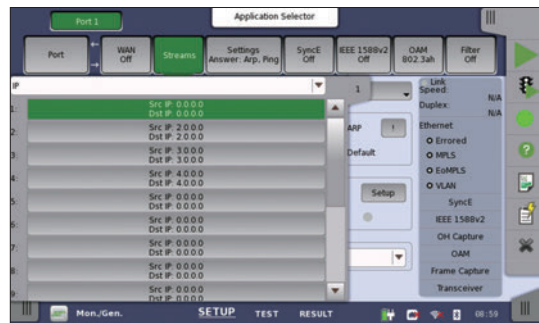 Port 1
Application Selector
Port
WAN Off
Streams
Settings Answer: Arp, Ping
SyncE Off
IEEE 1588v2 Off
OAM 802.3ah
Filter Off
IP
1
Link
Speed:
N/A
Duplex:
N/A
1:
Src IP: 0.0.0.0
Dst IP: 0.0.0.0
2:
Src IP: 2.0.0.0
Dst IP: 2.0.0.0
ARP
!
Ethernet
Errored
3:
Src IP: 3.0.0.0
Dst IP: 3.0.0.0
Default
MPLS
EoMPLS
4:
Src IP: 4.0.0.0
Dst IP: 4.0.0.0
VLAN
5:
Src IP: 0.0.0.0
Dst IP: 0.0.0.0
Setup
SyncE
6:
Src IP: 0.0.0.0
Dst IP: 0.0.0.0
IEEE 1588v2
7:
Src IP: 0.0.0.0
Dst IP: 0.0.0.0
OH Capture
OAM
8:
Src IP: 0.0.0.0
Dst IP: 0.0.0.0
Frame Capture
9:
Src IP: 0.0.0.0
Dst IP: 0.0.0.0
Transceiver
Mon./Gen.
SETUP
TEST
RESULT
08:59